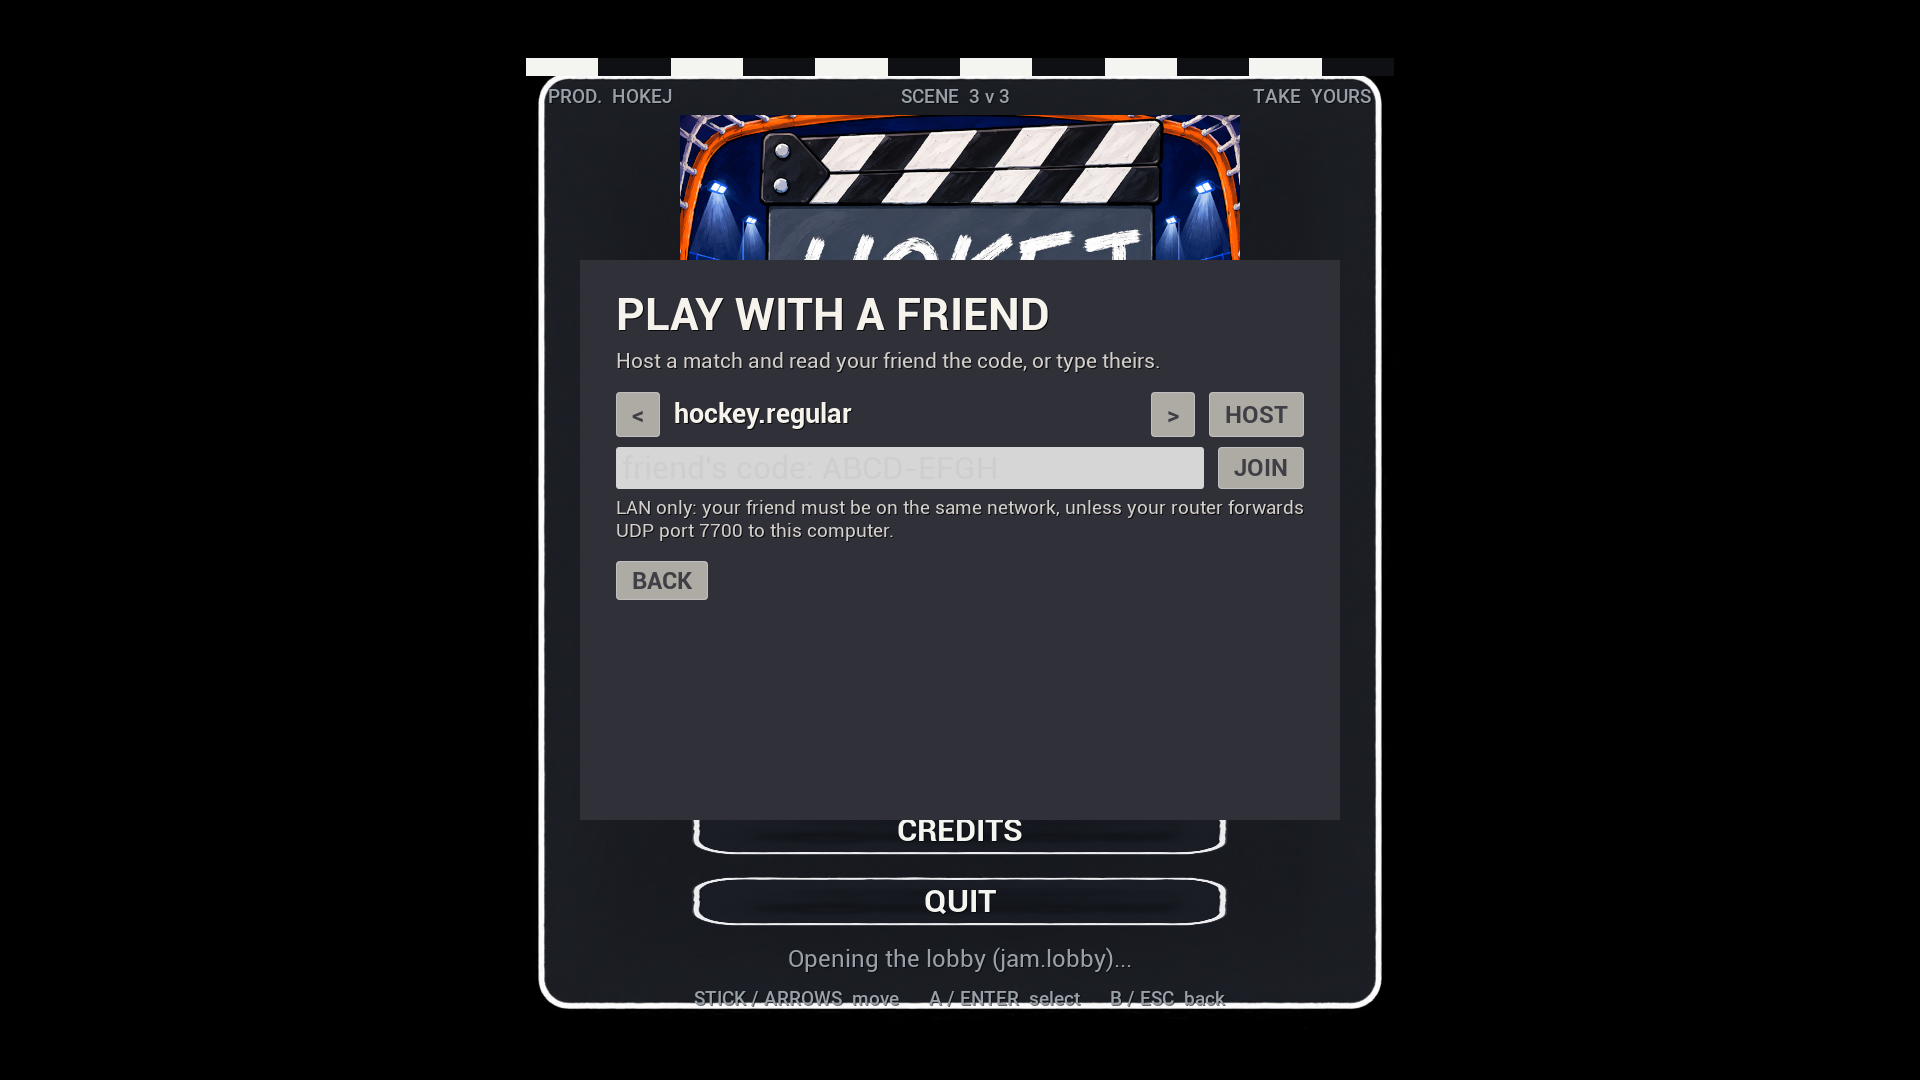 PROD. HOKEJ
SCENE 3 v 3
TAKE YOURS
PLAY WITH A FRIEND
Host a match and read your friend the code, or type theirs.
< hockey.regular > HOST
friend's code: ABCD-EFGH JOIN
LAN only: your friend must be on the same network, unless your router forwards
UDP port 7700 to this computer.
BACK
CREDITS
QUIT
Opening the lobby (jam.lobby)...
STICK / ARROWS move A / ENTER select B / ESC back